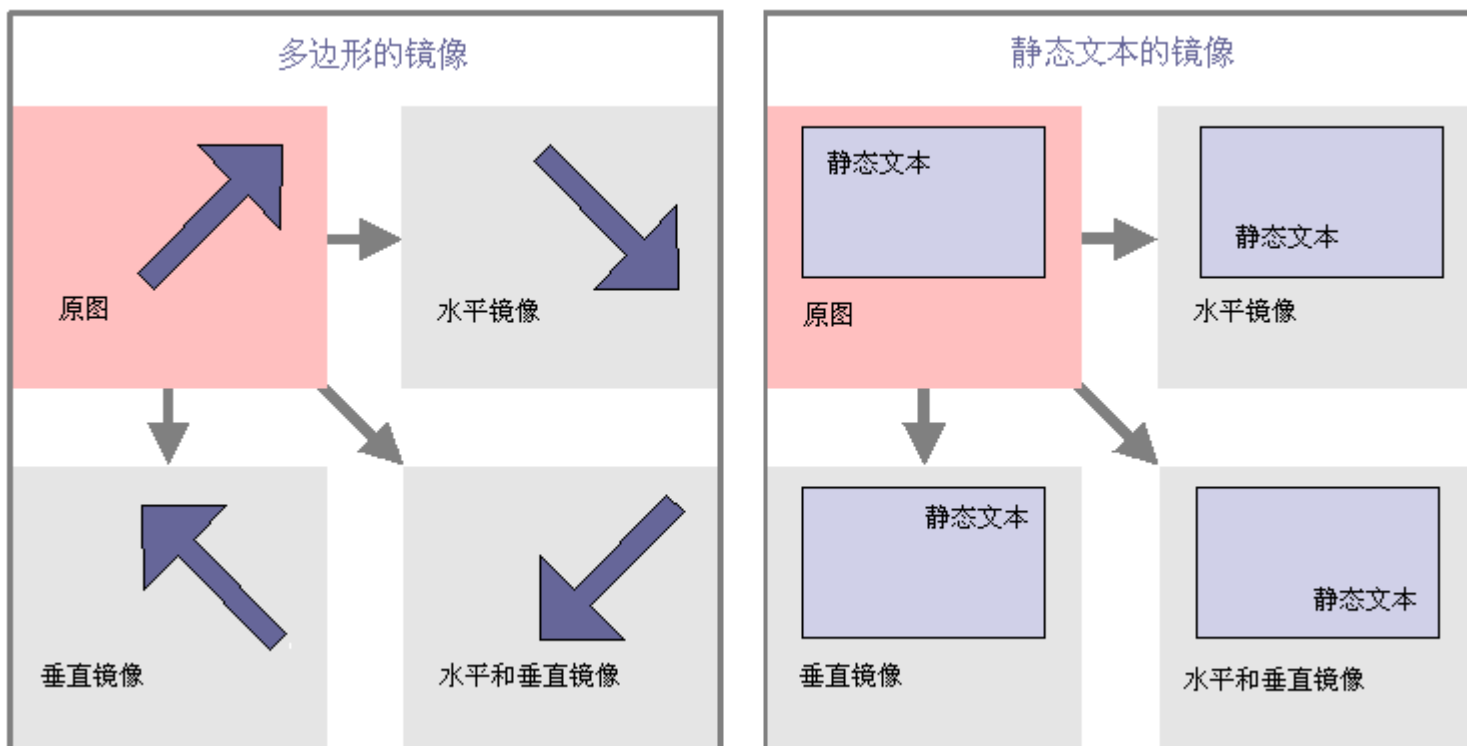 多边形的镜像
原图
水平镜像
垂直镜像
水平和垂直镜像
静态文本的镜像
静态文本
原图
静态文本
水平镜像
静态文本
垂直镜像
静态文本
水平和垂直镜像